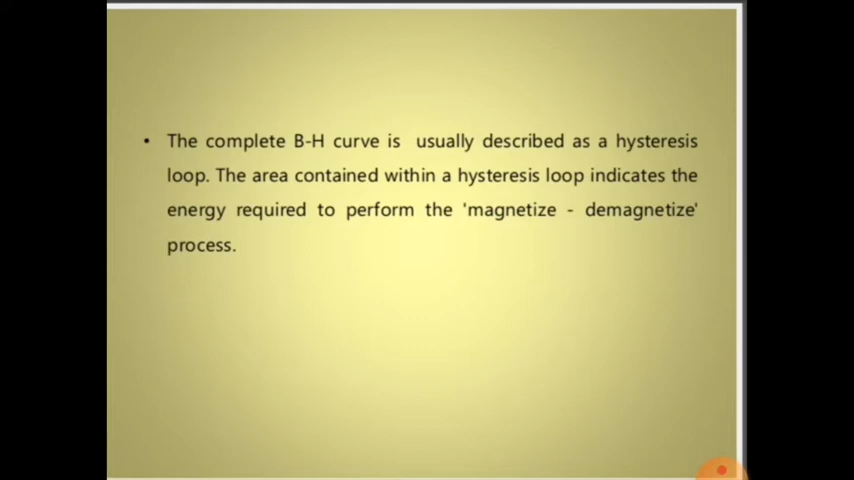 • The complete B-H curve is usually described as a hysteresis
loop. The area contained within a hysteresis loop indicates the
energy required to perform the 'magnetize - demagnetize'
process.